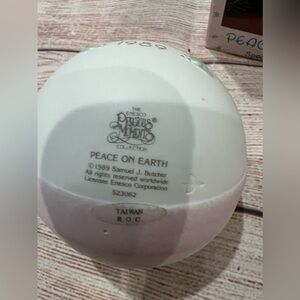 1989
PEAC
THE
ENESCO
PRECIOUS
MOMENTS
COLLECTION
PEACE ON EARTH
©1989 Samuel J. Butcher
All rights reserved worldwide
Licensee Enesco Corporation
523062
TAIWAN
R.O.C.